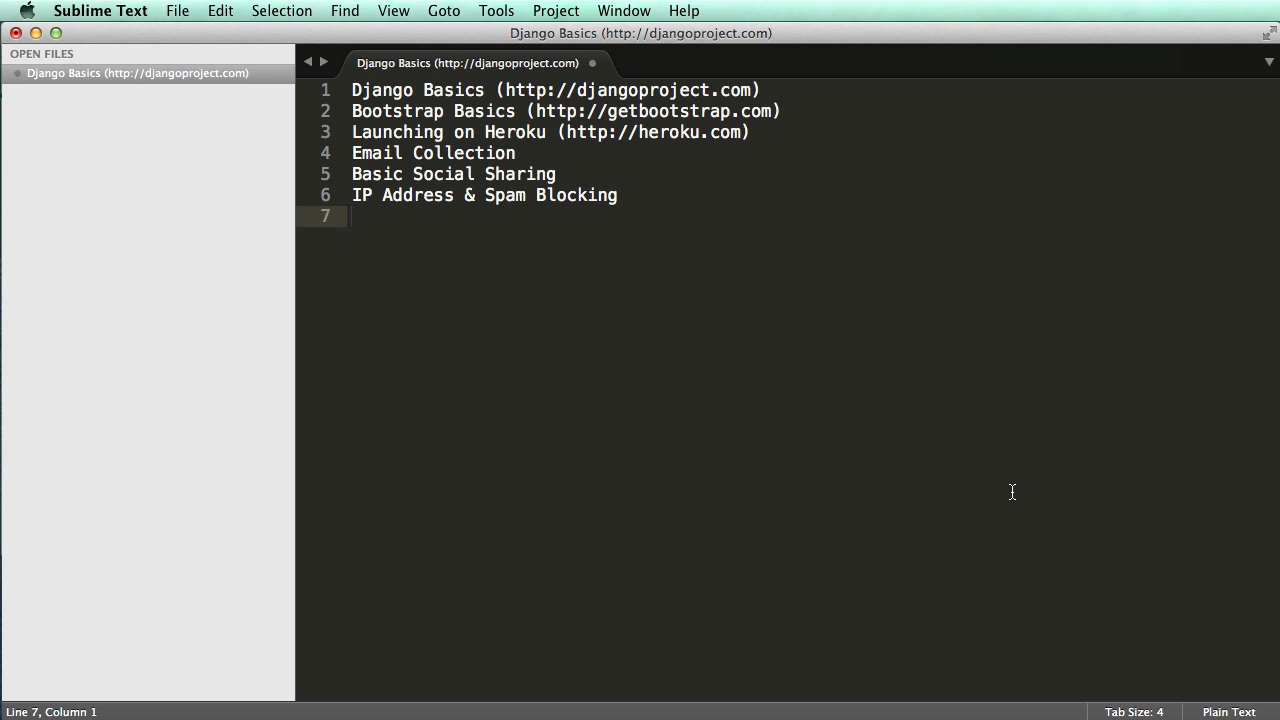 Sublime Text File Edit Selection Find View Goto Tools Project Window Help
Django Basics (http://djangoproject.com)
OPEN FILES
Django Basics (http://djangoproject.com)
Django Basics (http://djangoproject.com)
1 Django Basics (http://djangoproject.com)
2 Bootstrap Basics (http://getbootstrap.com)
3 Launching on Heroku (http://heroku.com)
4 Email Collection
5 Basic Social Sharing
6 IP Address & Spam Blocking
7
Line 7, Column 1 Tab Size: 4 Plain Text